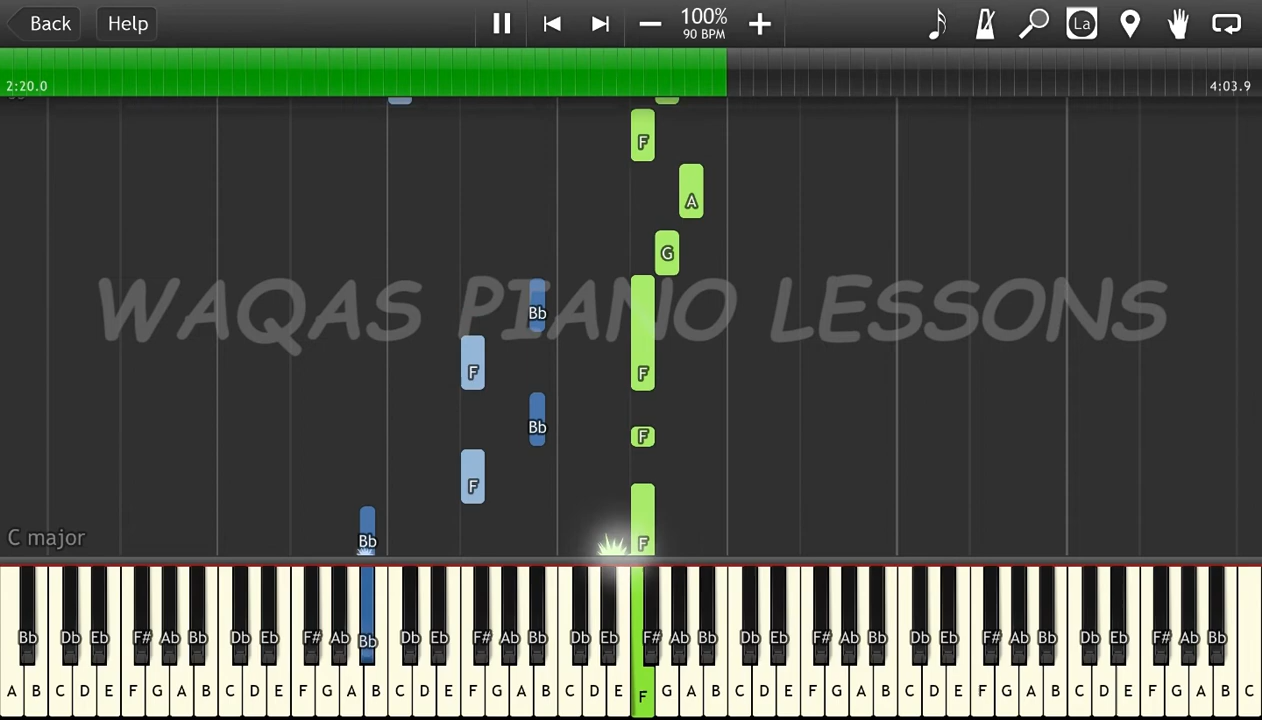 Back Help 100% 90 BPM La
2:20.0 4:03.9
F
A
G
WAQAS PIANO LESSONS
Bb
F F
Bb F
F
C major Bb F
Bb Db Eb F# Ab Bb Db Eb F# Ab Bb Db Eb F# Ab Bb Db Eb F# Ab Bb Db Eb F# Ab Bb Db Eb F# Ab Bb Db Eb F# Ab Bb
A B C D E F G A B C D E F G A B C D E F G A B C D E F G A B C D E F G A B C D E F G A B C D E F G A B C